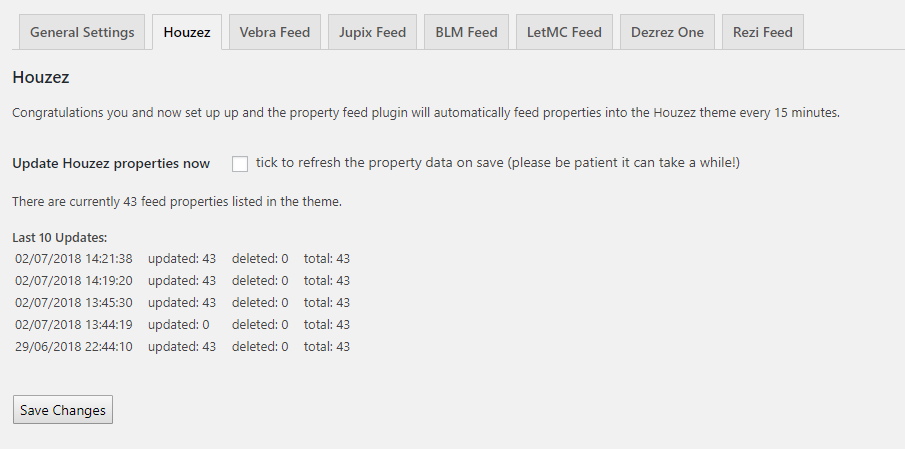 General Settings Houzez Vebra Feed Jupix Feed BLM Feed LetMC Feed Dezrez One Rezi Feed
Houzez
Congratulations you and now set up up and the property feed plugin will automatically feed properties into the Houzez theme every 15 minutes.
Update Houzez properties now tick to refresh the property data on save (please be patient it can take a while!)
There are currently 43 feed properties listed in the theme.
Last 10 Updates:
02/07/2018 14:21:38 updated: 43 deleted: 0 total: 43
02/07/2018 14:19:20 updated: 43 deleted: 0 total: 43
02/07/2018 13:45:30 updated: 43 deleted: 0 total: 43
02/07/2018 13:44:19 updated: 0 deleted: 0 total: 43
29/06/2018 22:44:10 updated: 43 deleted: 0 total: 43
Save Changes